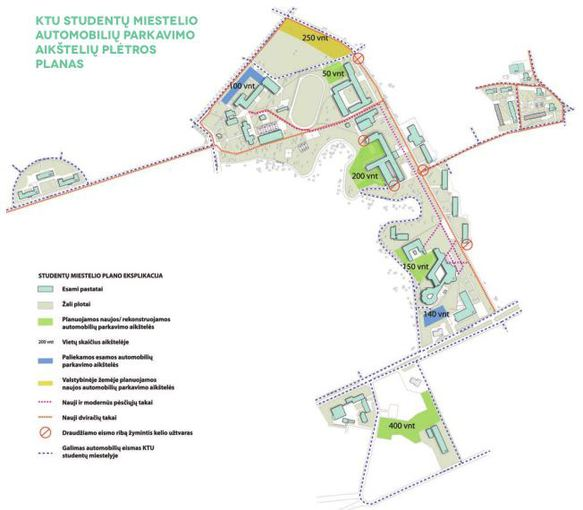 KTU STUDENTŲ MIESTELIO
AUTOMOBILIŲ PARKAVIMO
AIKŠTELIŲ PLĖTROS
PLANAS
250 vnt
50 vnt
100 vnt
200 vnt
150 vnt
140 vnt
400 vnt
STUDENTŲ MIESTELIO PLANO EKSPLIKACIJA
Esami pastatai
Žali plotai
Planuojamos naujos/ rekonstruojamos
automobilių parkavimo aikštelės
200 vnt Vietų skaičius aikštelėje
Paliekamos esamos automobilių
parkavimo aikštelės
Valstybinėje žemėje planuojamos
naujos automobilių parkavimo aikštelės
Nauji ir modernūs pėsčiųjų takai
Nauji dviračių takai
Draudžiamo eismo ribą žymintis kelio užtvaras
Galimas automobilių eismas KTU
studentų miestelyje